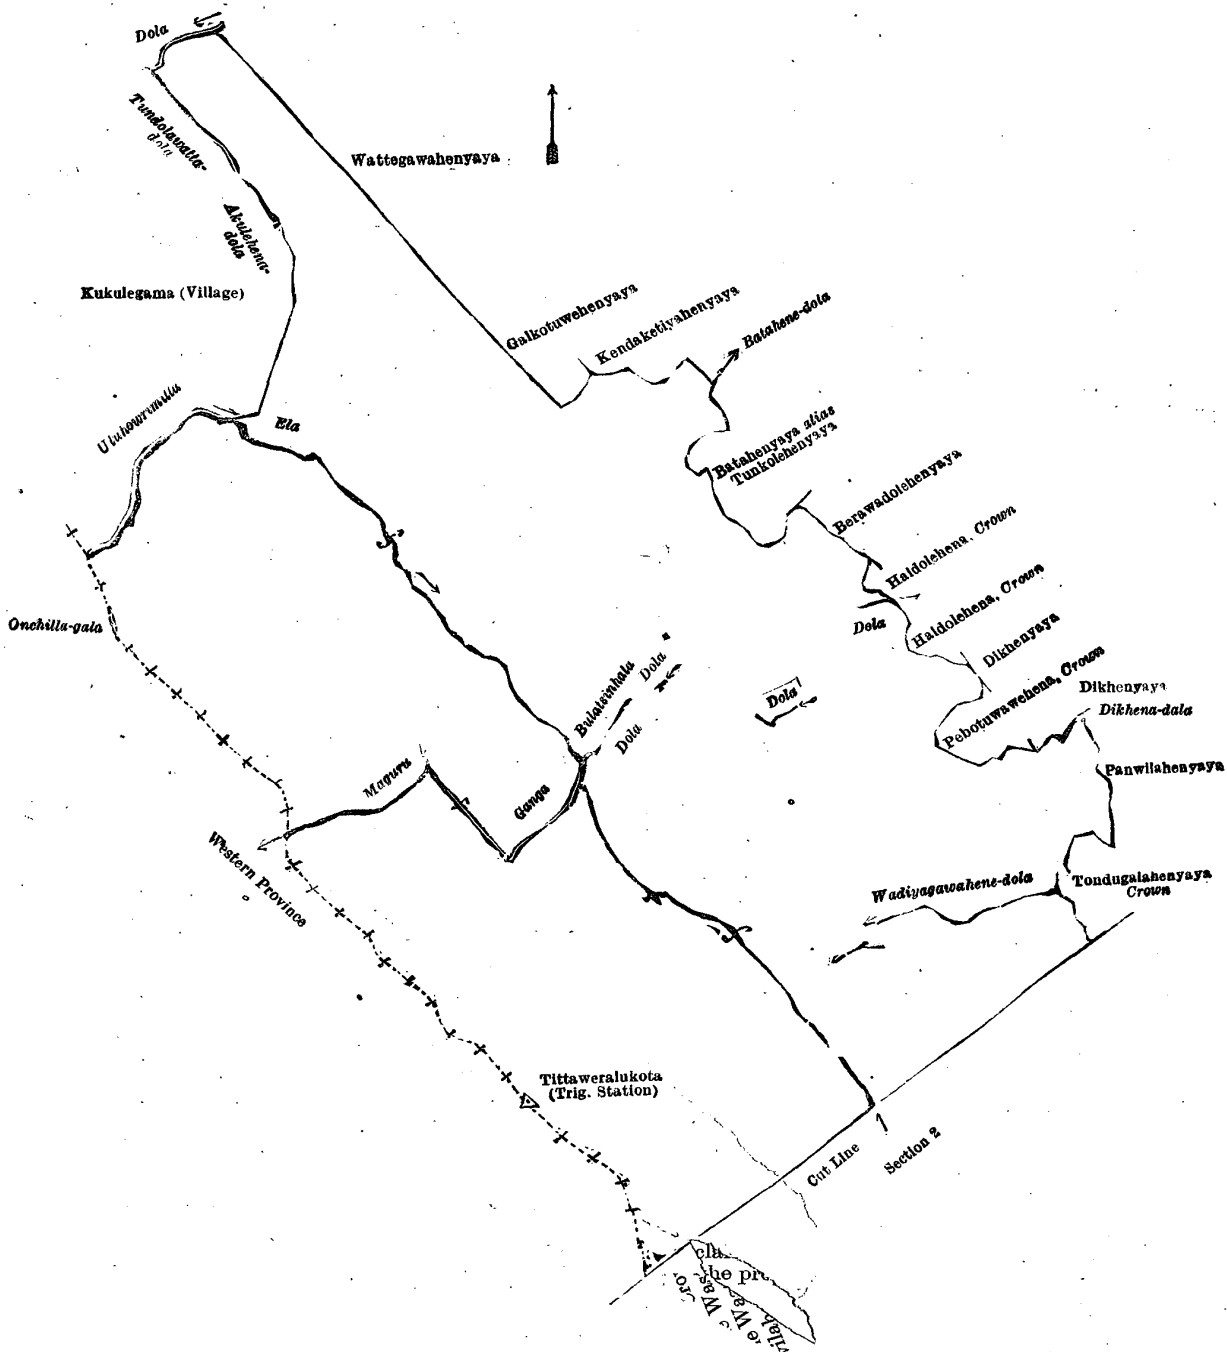 Dola
Tundolawatta-
dola
Wattegawahenyaya
Akulehena-
dola
Kukulegama (Village)
Galkotuwehenyaya
Kendaketiyahenyaya
Batahene-dola
Uluhowrimulla
Ela
Batahenyaya alias
Tunkolehenyaya
Berawadolehenyaya
Haldolehena, Crown
Haldolehena, Crown
Dola
Dikhenyaya
Onchilla-gala
Bulatsinhala
Dola
Dola
Dola
Pebotuwawehena, Crown
Dikhenyaya
Dikhena-dala
Panwilahenyaya
Maguru
Ganga
Western Province
Wadiyagawahene-dola
Tondugalahenyaya
Crown
Tittaweralukota
(Trig. Station)
Cut Line
Section 2
the